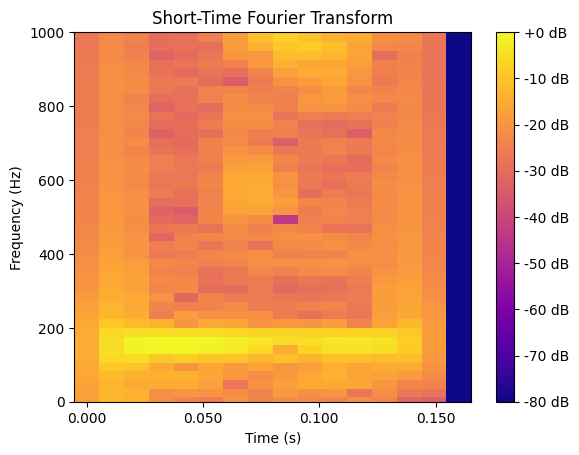 Short-Time Fourier Transform
Frequency (Hz)
1000
800
600
400
200
0
0.000
0.050
0.100
0.150
Time (s)
+0 dB
-10 dB
-20 dB
-30 dB
-40 dB
-50 dB
-60 dB
-70 dB
-80 dB